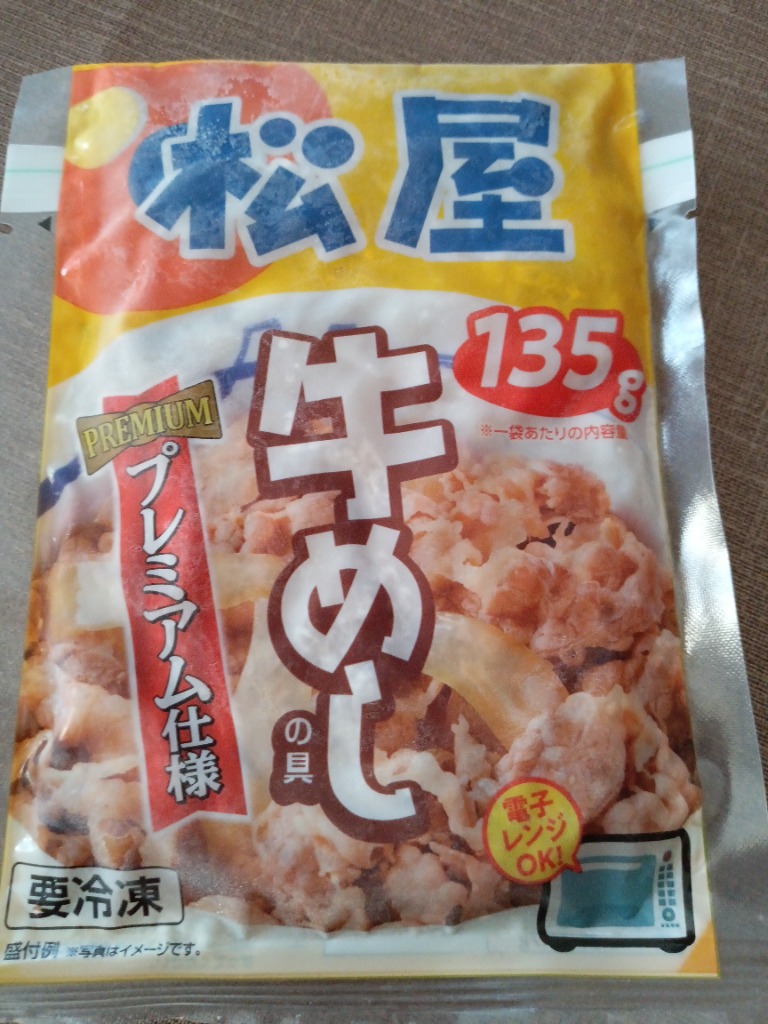 松屋
135g
※一袋あたりの内容量
牛めし
の具
PREMIUM
プレミアム仕様
電子
レンジ
OK!
要冷凍
盛付例 ※写真はイメージです。